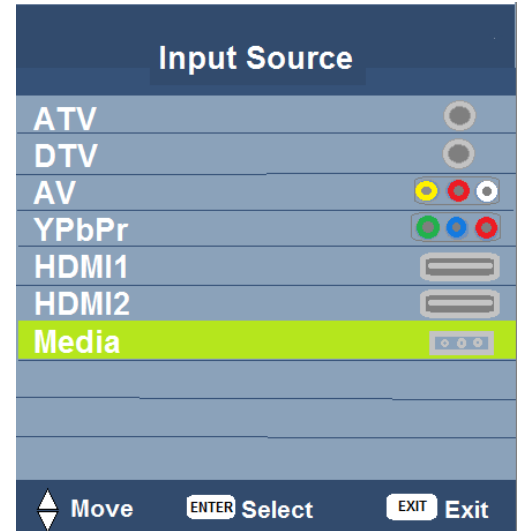 Input Source
ATV
DTV
AV
YPbPr
HDMI1
HDMI2
Media
Move ENTER Select EXIT Exit